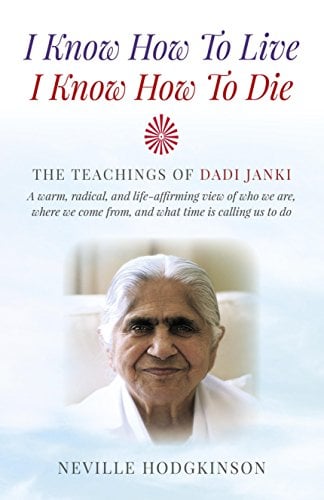 I Know How To Live
I Know How To Die
THE TEACHINGS OF DADI JANKI
A warm, radical, and life-affirming view of who we are,
where we come from, and what time is calling us to do
NEVILLE HODGKINSON